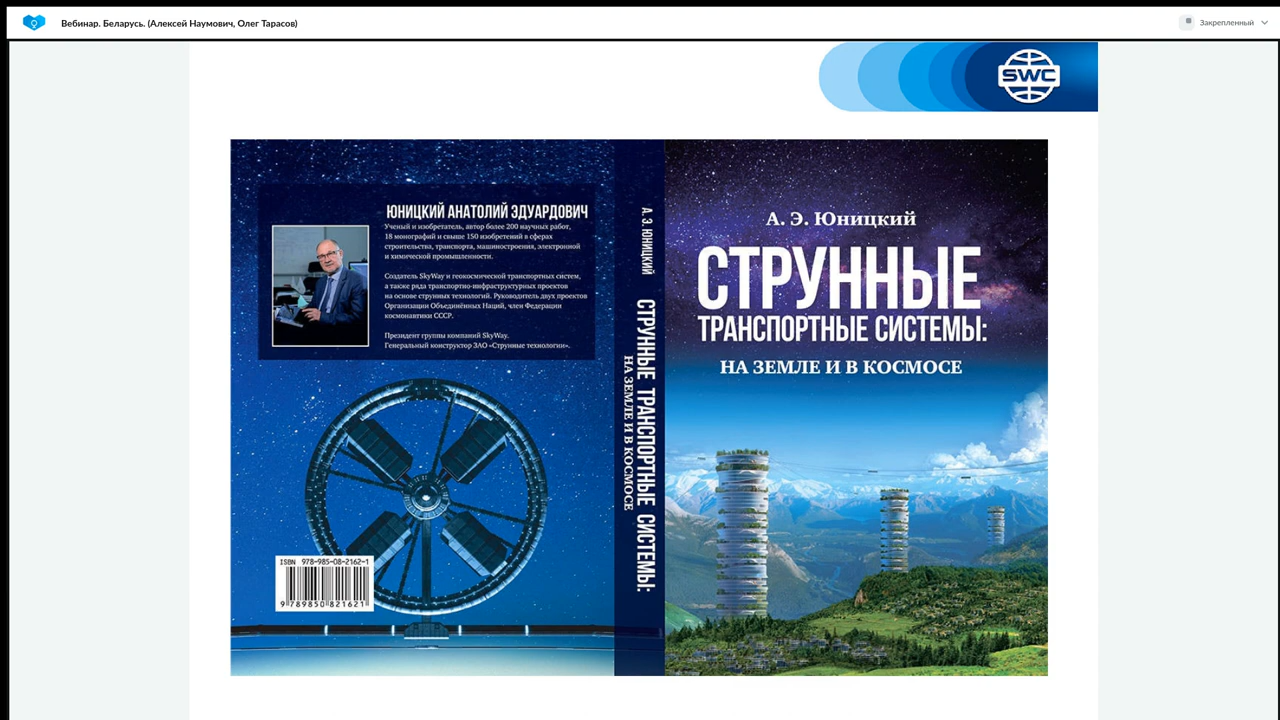 Вебинар. Беларусь. (Алексей Наумович, Олег Тарасов)
Закрепленный
SWC
ЮНИЦКИЙ АНАТОЛИЙ ЭДУАРДОВИЧ
Ученый и изобретатель, автор более 200 научных работ,
18 монографий и свыше 150 изобретений в сферах
строительства, транспорта, машиностроения, электронной
и химической промышленности.
Создатель SkyWay и геокосмической транспортных систем,
а также ряда транспортно-инфраструктурных проектов
на основе струнных технологий. Руководитель двух проектов
Организации Объединённых Наций, член Федерации
космонавтики СССР.
Президент группы компаний SkyWay.
Генеральный конструктор ЗАО «Струнные технологии».
ISBN 978-985-08-2162-1
9 789850 821621
А. Э. ЮНИЦКИЙ
СТРУННЫЕ ТРАНСПОРТНЫЕ СИСТЕМЫ:
НА ЗЕМЛЕ И В КОСМОСЕ
А. Э. Юницкий
СТРУННЫЕ
ТРАНСПОРТНЫЕ СИСТЕМЫ:
НА ЗЕМЛЕ И В КОСМОСЕ